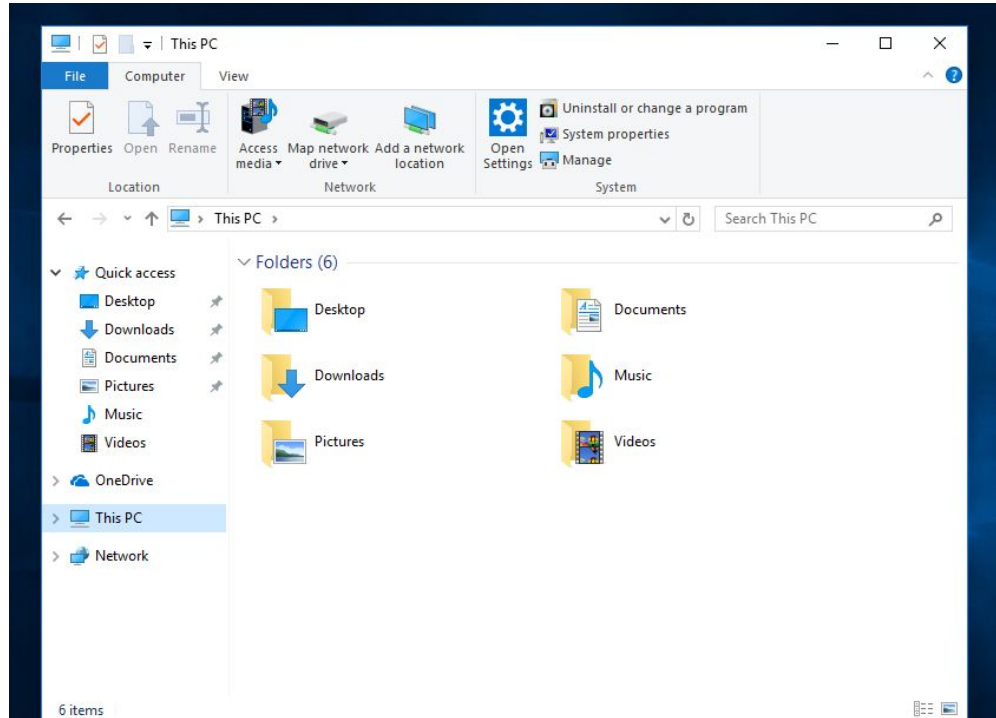 This PC
File Computer View
Properties Open Rename
Access media Map network drive Add a network location
Open Settings
Uninstall or change a program
System properties
Manage
Location Network System
This PC
Search This PC
Quick access
Desktop
Downloads
Documents
Pictures
Music
Videos
OneDrive
This PC
Network
Folders (6)
Desktop Documents
Downloads Music
Pictures Videos
6 items